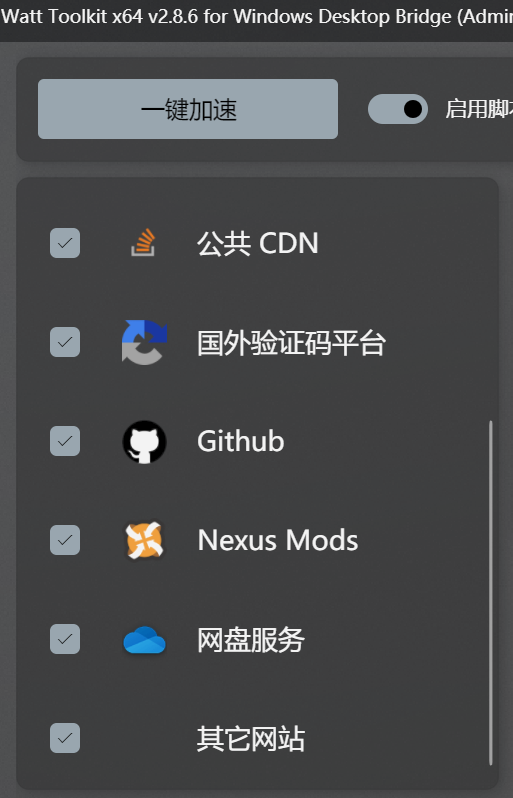 Watt Toolkit x64 v2.8.6 for Windows Desktop Bridge
一键加速
启用脚
公共 CDN
国外验证码平台
Github
Nexus Mods
网盘服务
其它网站